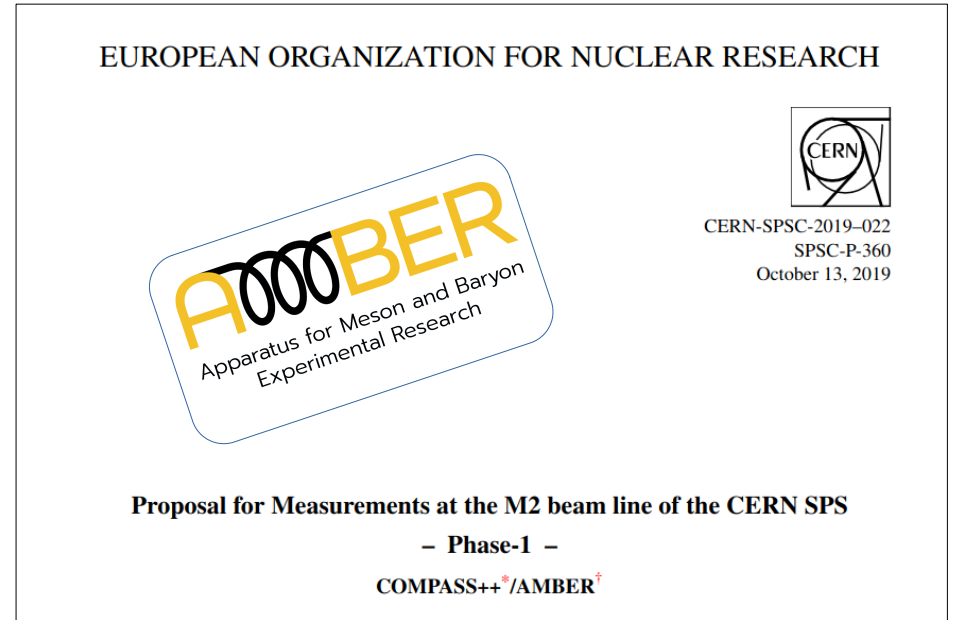 EUROPEAN ORGANIZATION FOR NUCLEAR RESEARCH
CERN
CERN-SPSC-2019–022
SPSC-P-360
October 13, 2019
AMBER
Apparatus for Meson and Baryon
Experimental Research
Proposal for Measurements at the M2 beam line of the CERN SPS
– Phase-1 –
COMPASS++*/AMBER†